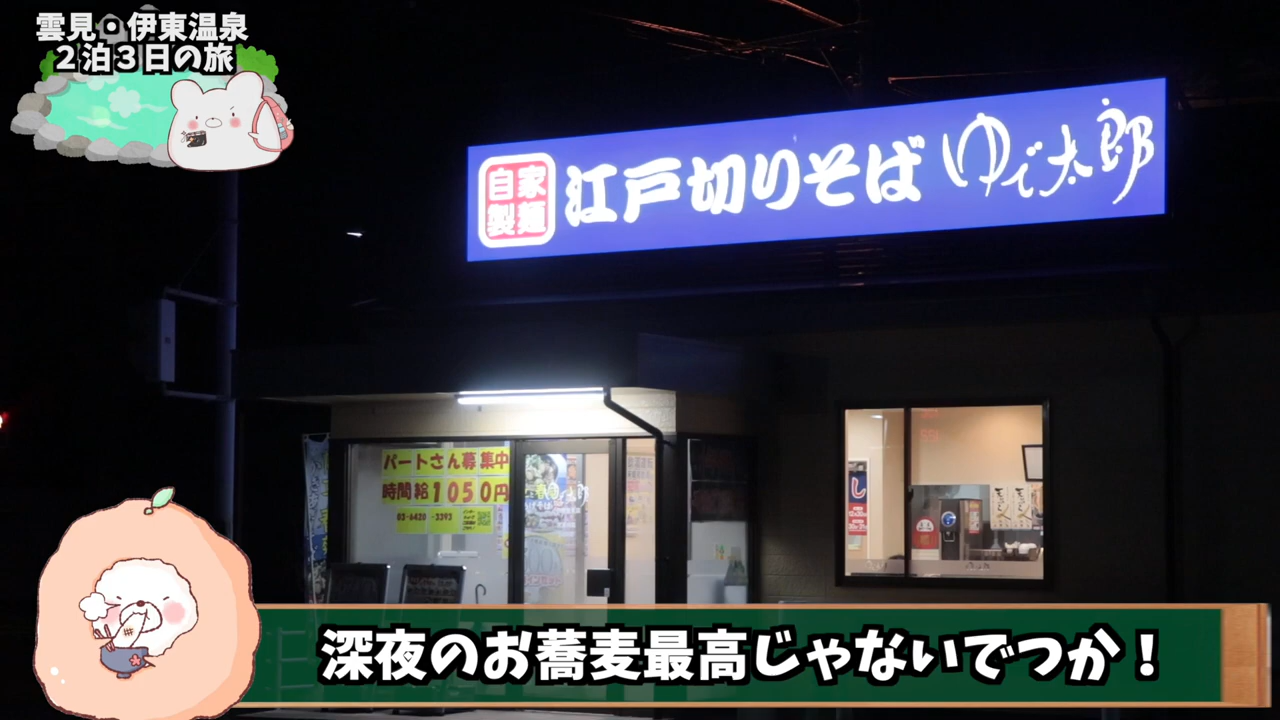 雲見・伊東温泉
2泊3日の旅
自家
製麺
江戸切りそば ゆで太郎
パートさん募集中
時間給1050円
03-6420-3393
深夜のお蕎麦最高じゃないでつか！